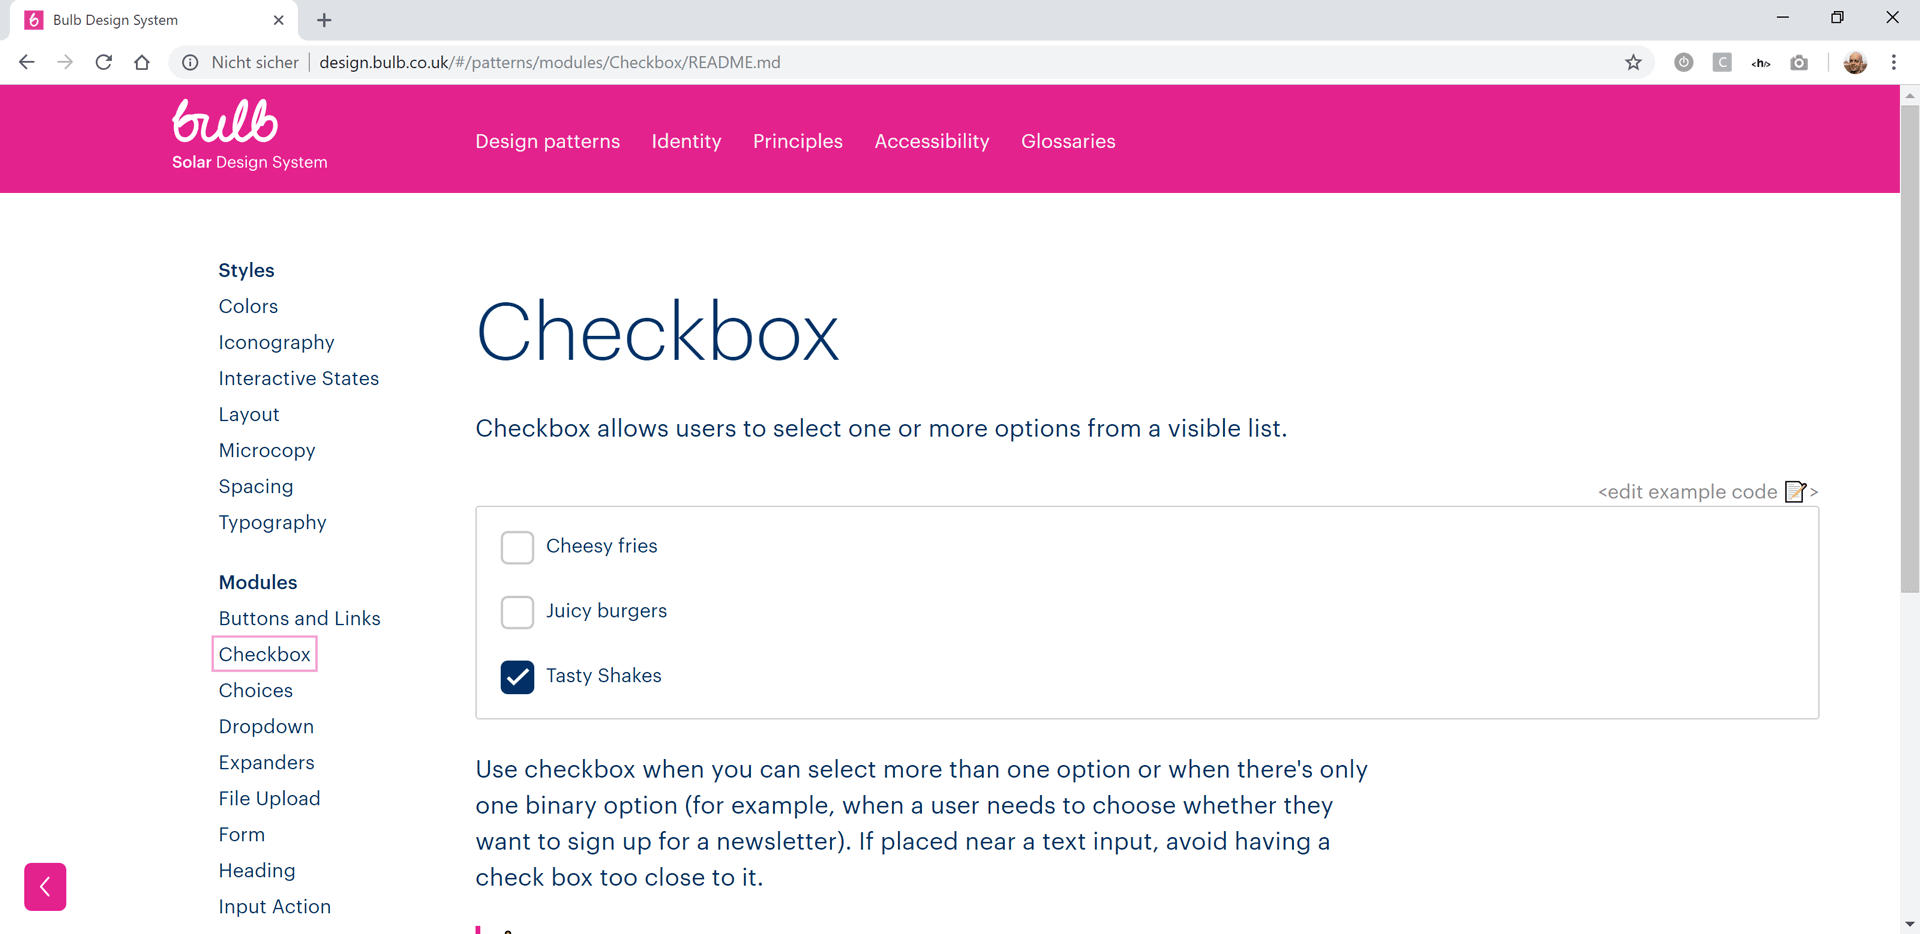 Bulb Design System
Nicht sicher
design.bulb.co.uk/#/patterns/modules/Checkbox/README.md
C
<h/>
bulb
Solar Design System
Design patterns
Identity
Principles
Accessibility
Glossaries
Styles
Colors
Iconography
Interactive States
Layout
Microcopy
Spacing
Typography
Modules
Buttons and Links
Checkbox
Choices
Dropdown
Expanders
File Upload
Form
Heading
Input Action
Checkbox
Checkbox allows users to select one or more options from a visible list.
<edit example code 📝>
Cheesy fries
Juicy burgers
Tasty Shakes
Use checkbox when you can select more than one option or when there's only
one binary option (for example, when a user needs to choose whether they
want to sign up for a newsletter). If placed near a text input, avoid having a
check box too close to it.